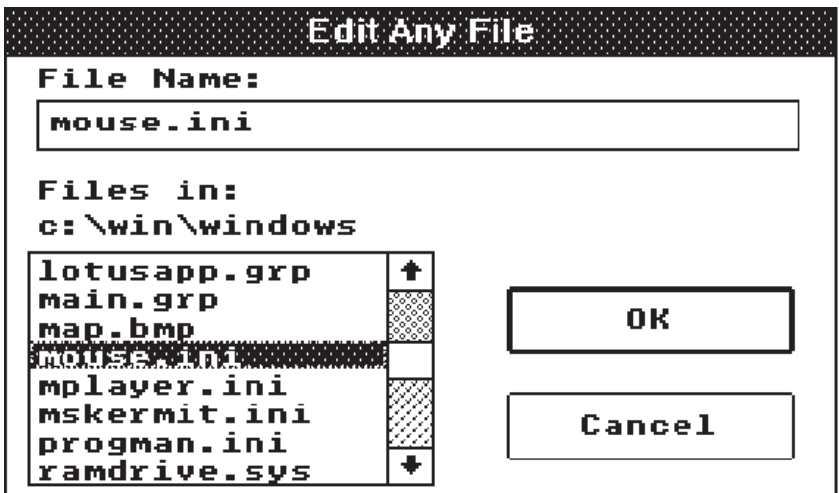 Edit Any File
File Name:
mouse.ini
Files in:
c:\win\windows
lotusapp.grp
main.grp
map.bmp
mouse.ini
mplayer.ini
mskermit.ini
progman.ini
ramdrive.sys
OK
Cancel